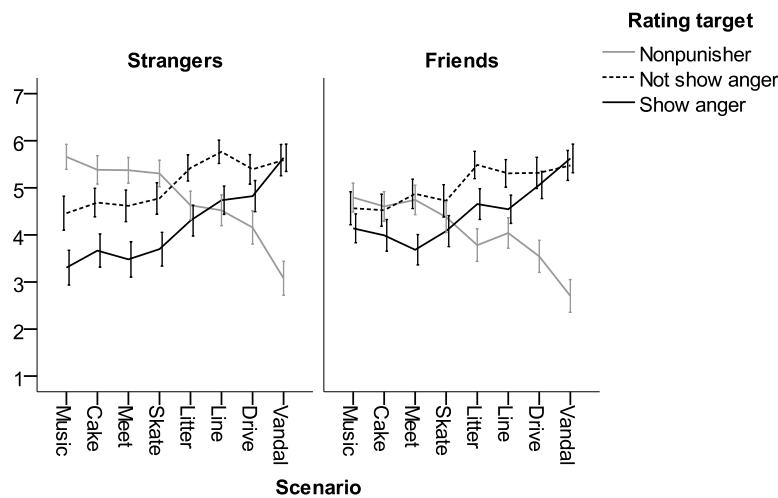 Rating target
Nonpunisher
Not show anger
Show anger
Strangers
Friends
7
6
5
4
3
2
1
Music
Cake
Meet
Skate
Litter
Line
Drive
Vandal
Music
Cake
Meet
Skate
Litter
Line
Drive
Vandal
Scenario